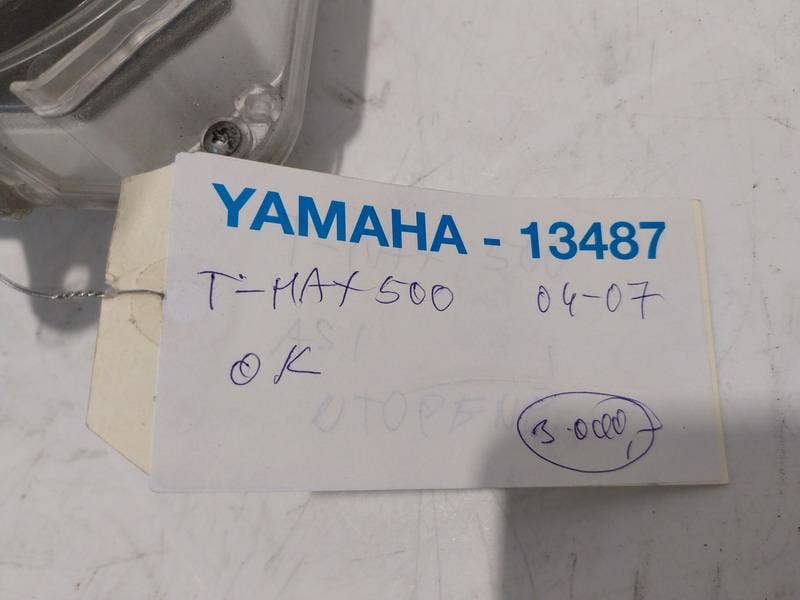 YAMAHA - 13487
T-MAX 500 04-07
OK
3.000,-